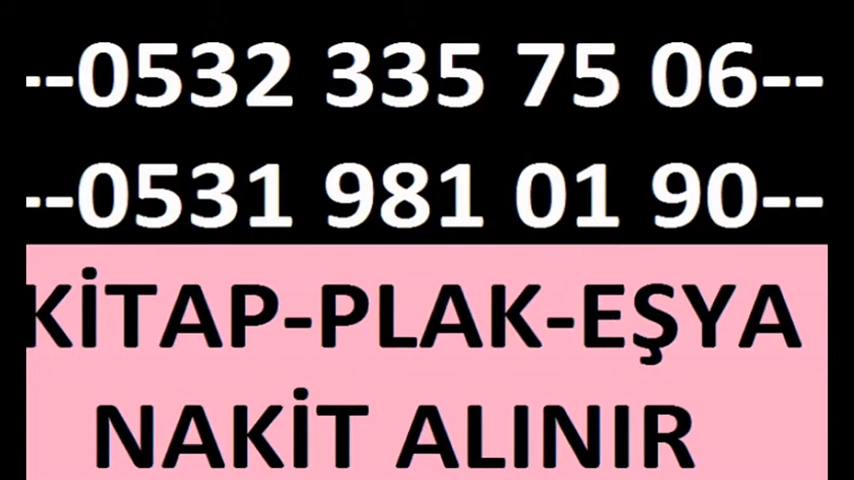 --0532 335 75 06--
--0531 981 01 90--
KİTAP-PLAK-EŞYA
NAKİT ALINIR